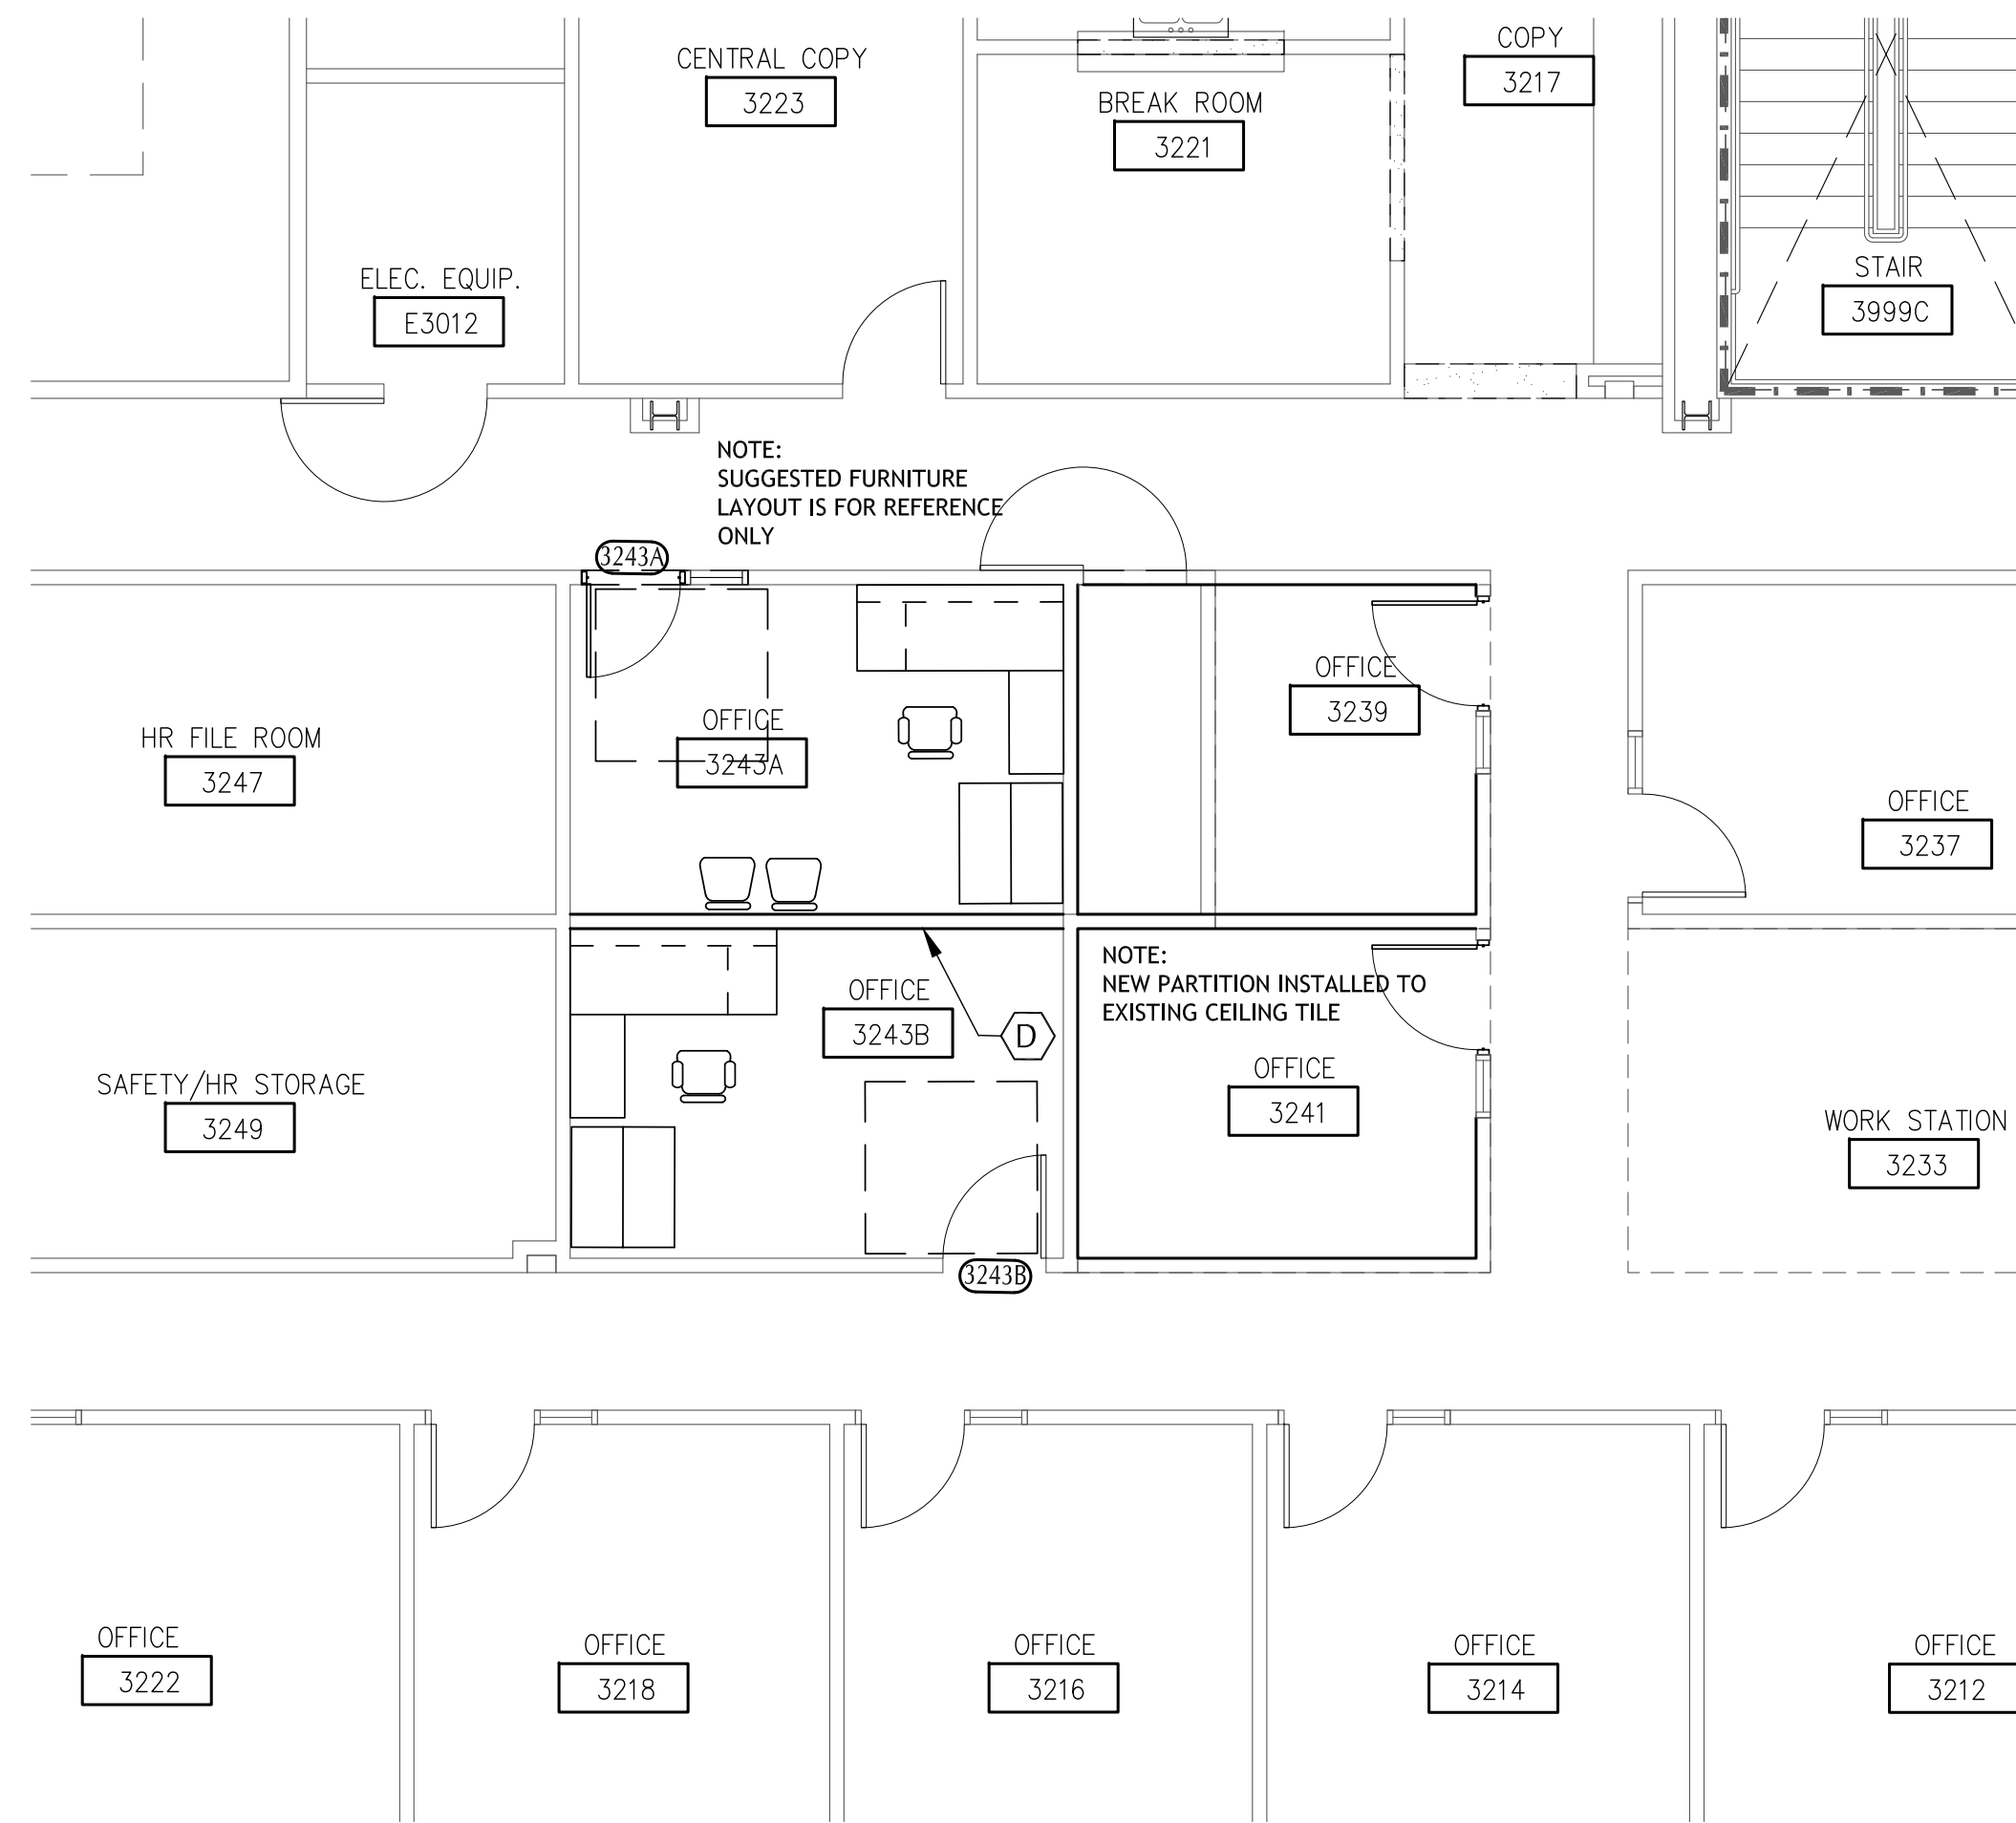 CENTRAL COPY
3223
BREAK ROOM
3221
COPY
3217
ELEC. EQUIP.
E3012
STAIR
3999C
NOTE:
SUGGESTED FURNITURE
LAYOUT IS FOR REFERENCE
ONLY
3243A
OFFICE
3243A
OFFICE
3239
HR FILE ROOM
3247
OFFICE
3237
NOTE:
NEW PARTITION INSTALLED TO
EXISTING CEILING TILE
OFFICE
3243B
D
SAFETY/HR STORAGE
3249
OFFICE
3241
WORK STATION
3233
3243B
OFFICE
3222
OFFICE
3218
OFFICE
3216
OFFICE
3214
OFFICE
3212